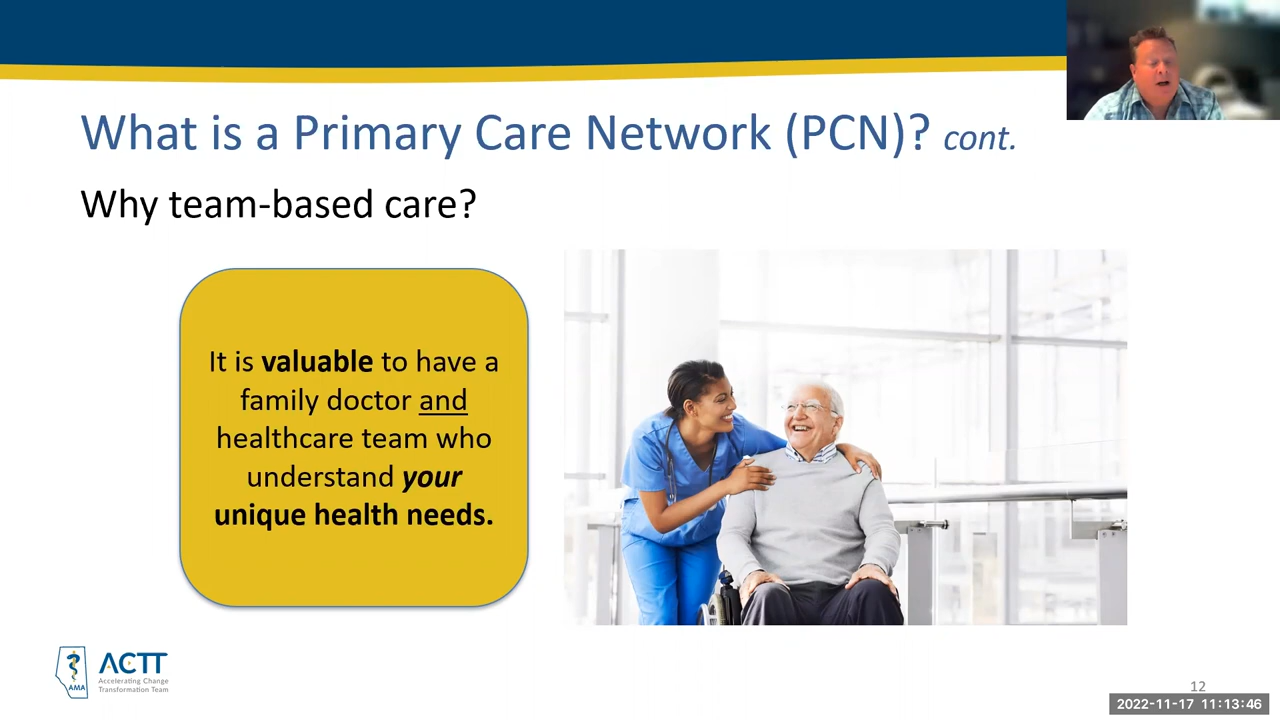 What is a Primary Care Network (PCN)? cont.
Why team-based care?
It is valuable to have a
family doctor and
healthcare team who
understand your
unique health needs.
AMA
ACTT
Accelerating Change
Transformation Team
12
2022-11-17 11:13:46